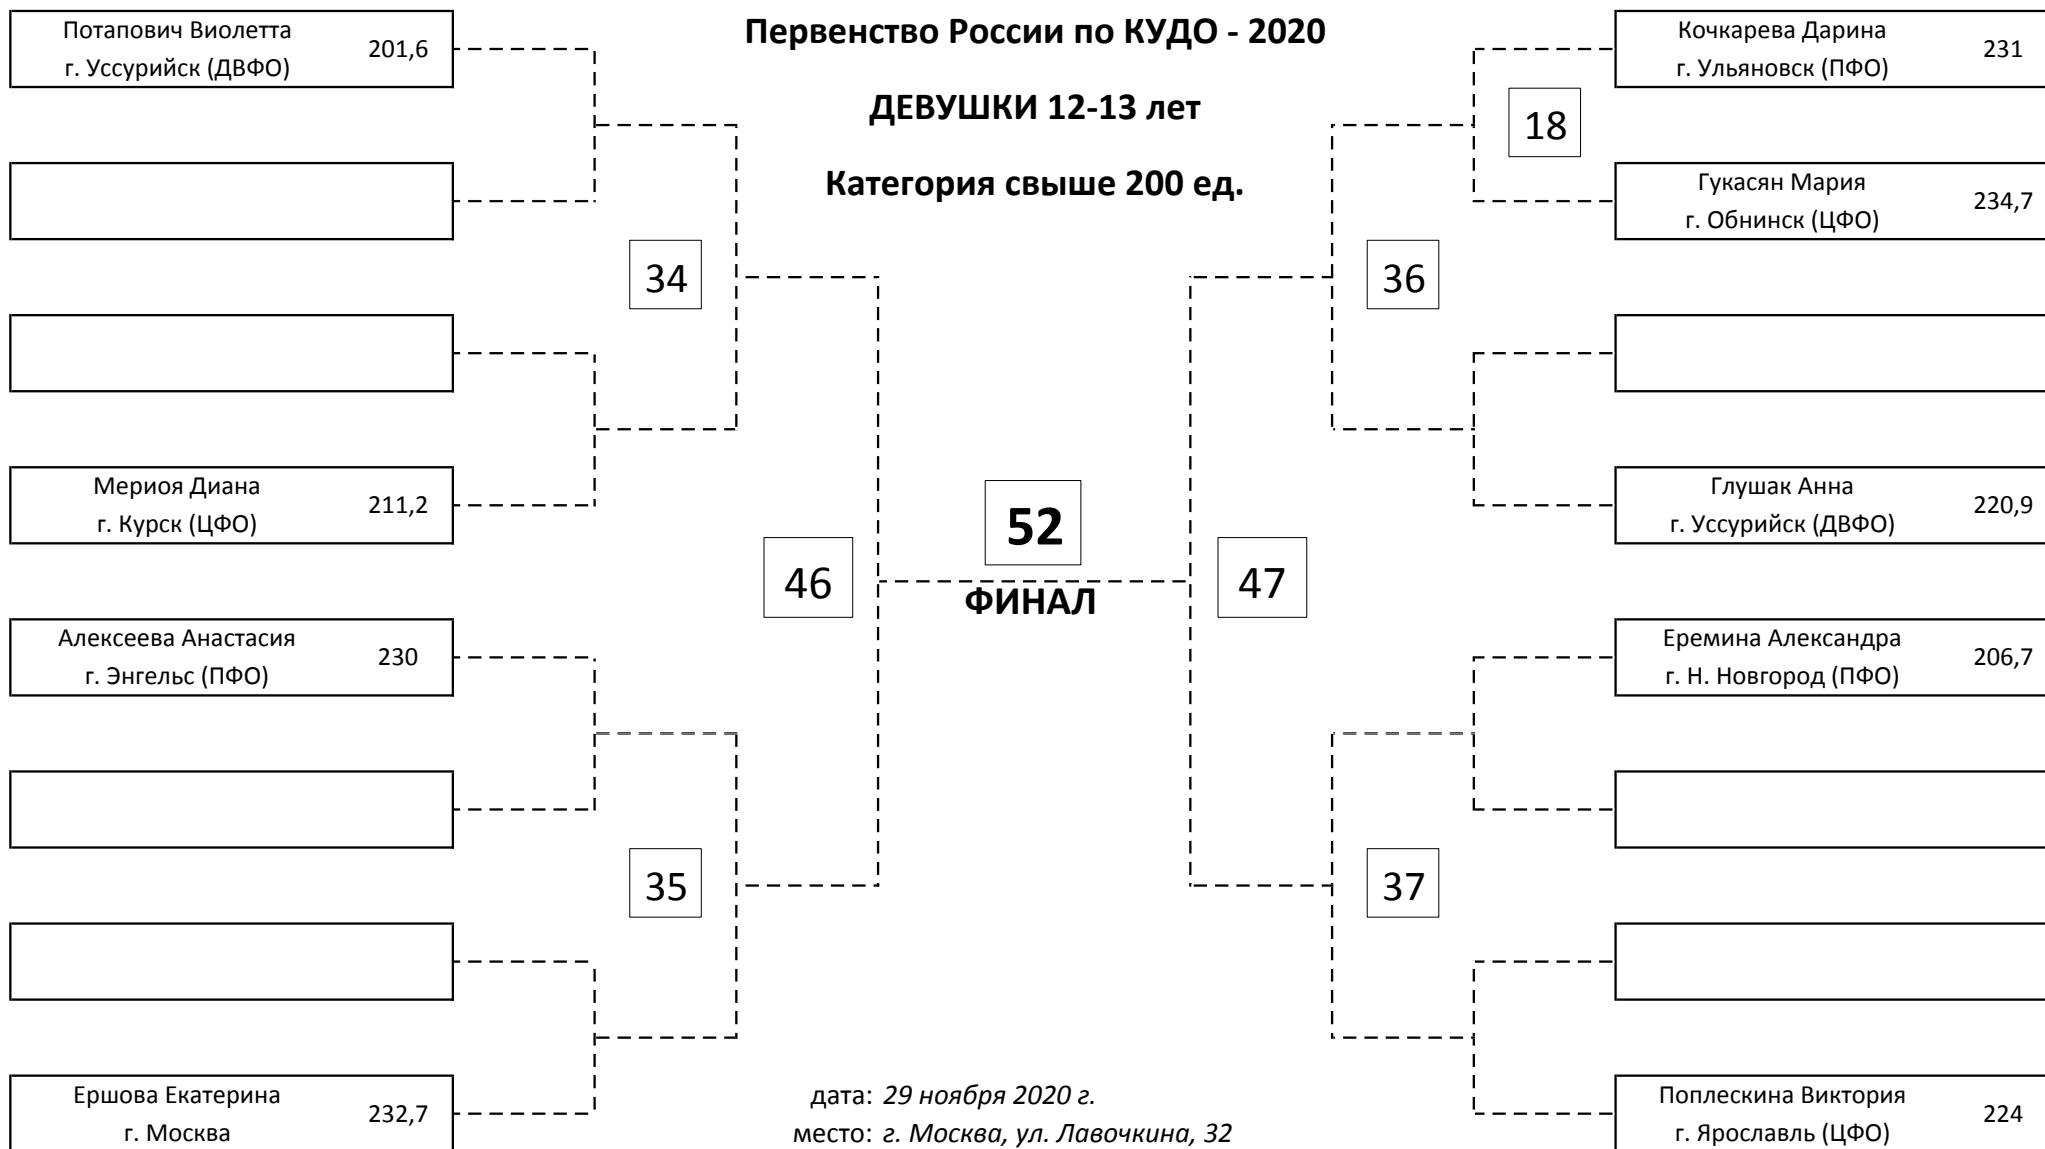 Первенство России по КУДО - 2020
ДЕВУШКИ 12-13 лет
Категория свыше 200 ед.
Потапович Виолетта
г. Уссурийск (ДВФО)
201,6
34
Мериоя Диана
г. Курск (ЦФО)
211,2
46
Алексеева Анастасия
г. Энгельс (ПФО)
230
35
Ершова Екатерина
г. Москва
232,7
52
ФИНАЛ
Кочкарева Дарина
г. Ульяновск (ПФО)
231
18
Гукасян Мария
г. Обнинск (ЦФО)
234,7
36
Глушак Анна
г. Уссурийск (ДВФО)
220,9
47
Еремина Александра
г. Н. Новгород (ПФО)
206,7
37
Поплескина Виктория
г. Ярославль (ЦФО)
224
дата: 29 ноября 2020 г.
место: г. Москва, ул. Лавочкина, 32